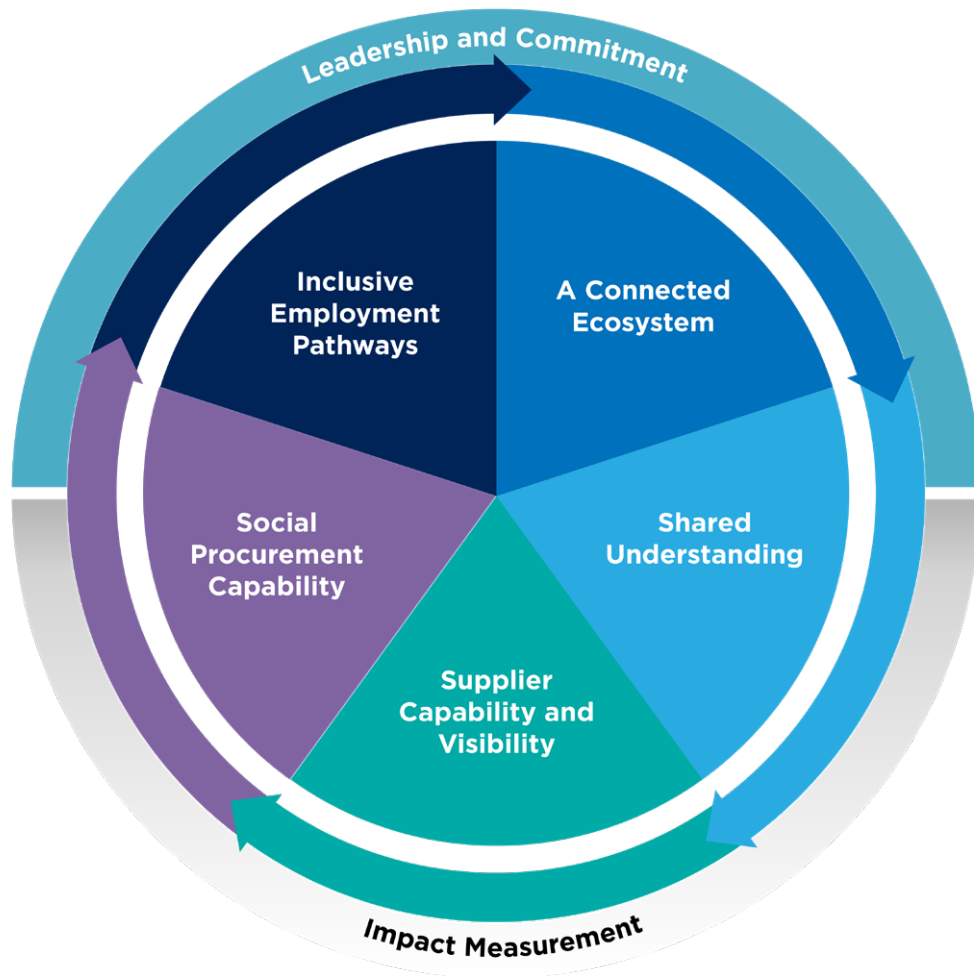 Leadership and Commitment
Inclusive
Employment
Pathways
A Connected
Ecosystem
Social
Procurement
Capability
Shared
Understanding
Supplier
Capability and
Visibility
Impact Measurement